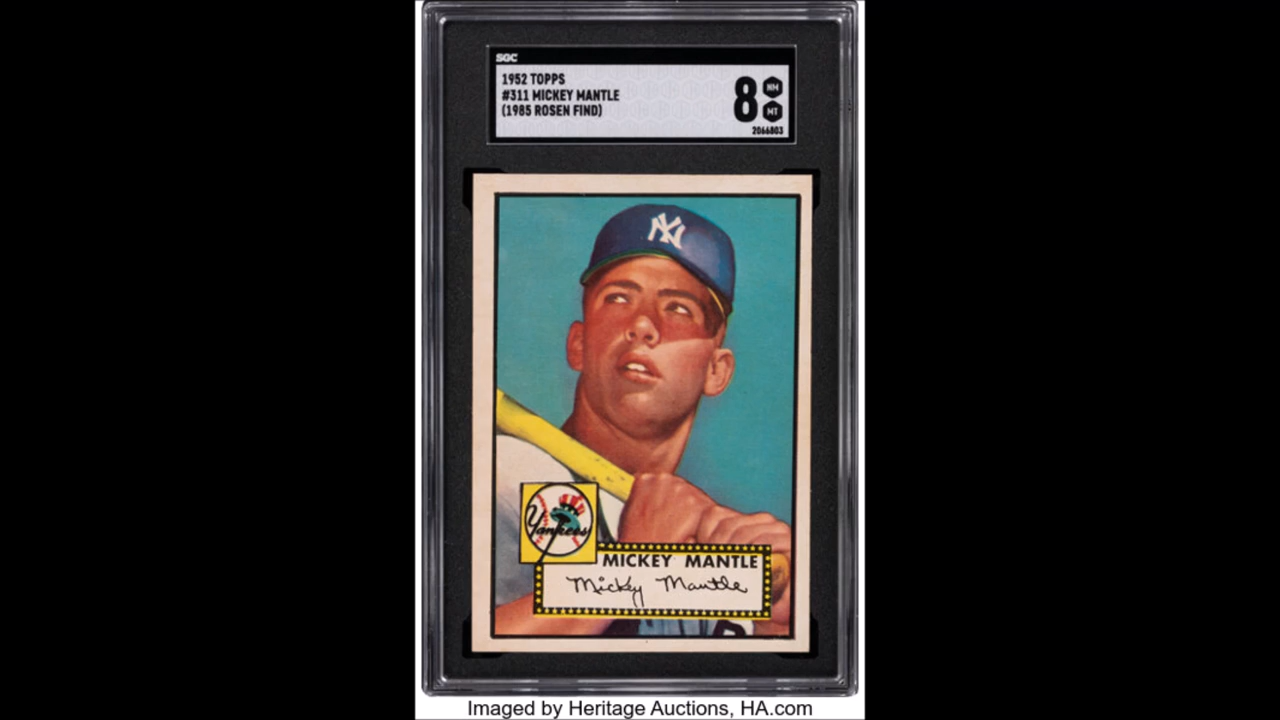 SGC
1952 TOPPS
#311 MICKEY MANTLE
(1985 ROSEN FIND)
8 NM MT
2066803
NY
Yankees
MICKEY MANTLE
Mickey Mantle
Imaged by Heritage Auctions, HA.com